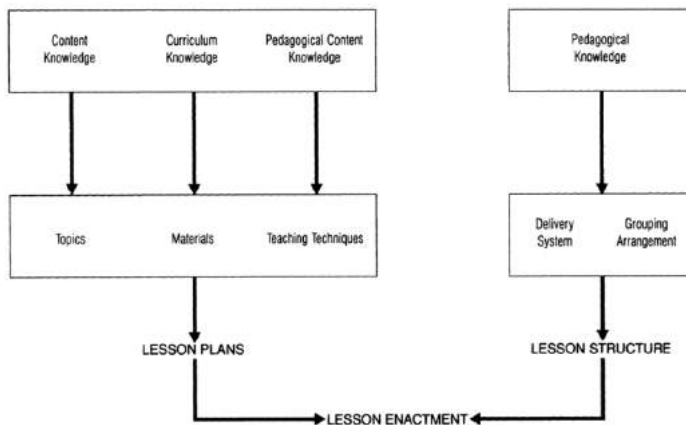 Content
Knowledge
Curriculum
Knowledge
Pedagogical Content
Knowledge
Pedagogical
Knowledge
Topics
Materials
Teaching Techniques
Delivery
System
Grouping
Arrangement
LESSON PLANS
LESSON STRUCTURE
LESSON ENACTMENT